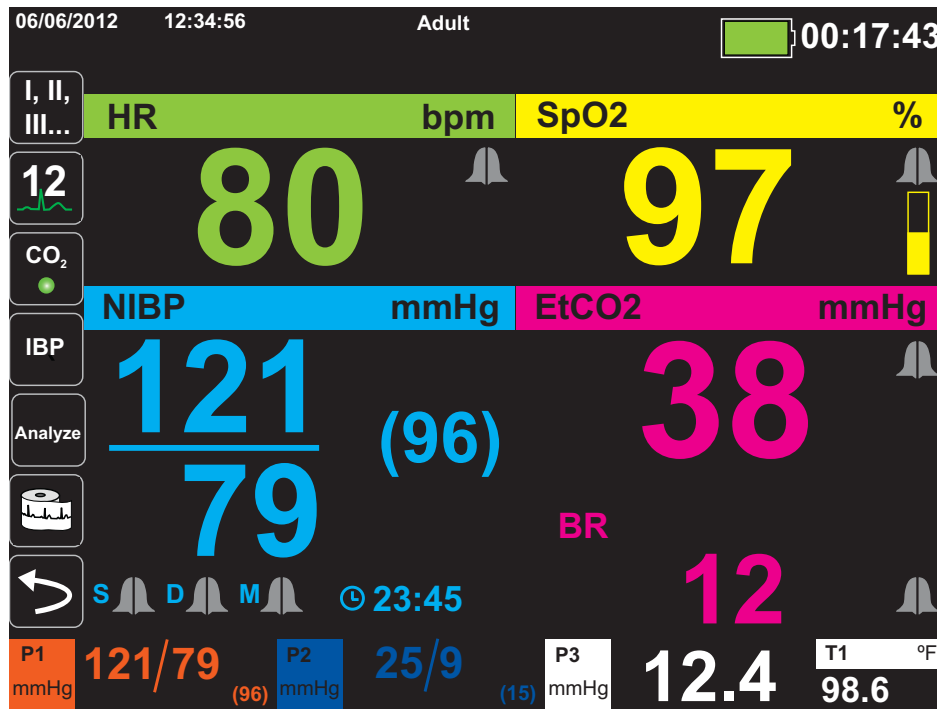 06/06/2012 12:34:56 Adult 00:17:43
I, II,
III...
HR bpm
SpO2 %
80
97
12
CO₂
NIBP mmHg
EtCO2 mmHg
IBP
121
79
(96)
38
Analyze
BR
12
S D M 23:45
P1
mmHg
121/79
(96)
P2
mmHg
25/9
(15)
P3
mmHg
12.4
T1 ºF
98.6